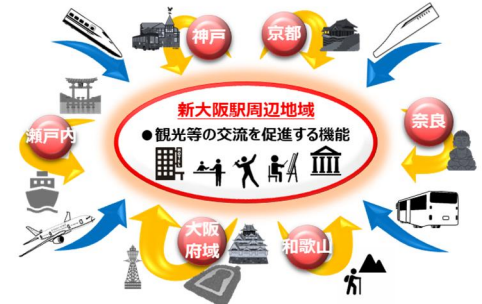 神戸
京都
新大阪駅周辺地域
●観光等の交流を促進する機能
瀬戸内
奈良
大阪
府域
和歌山